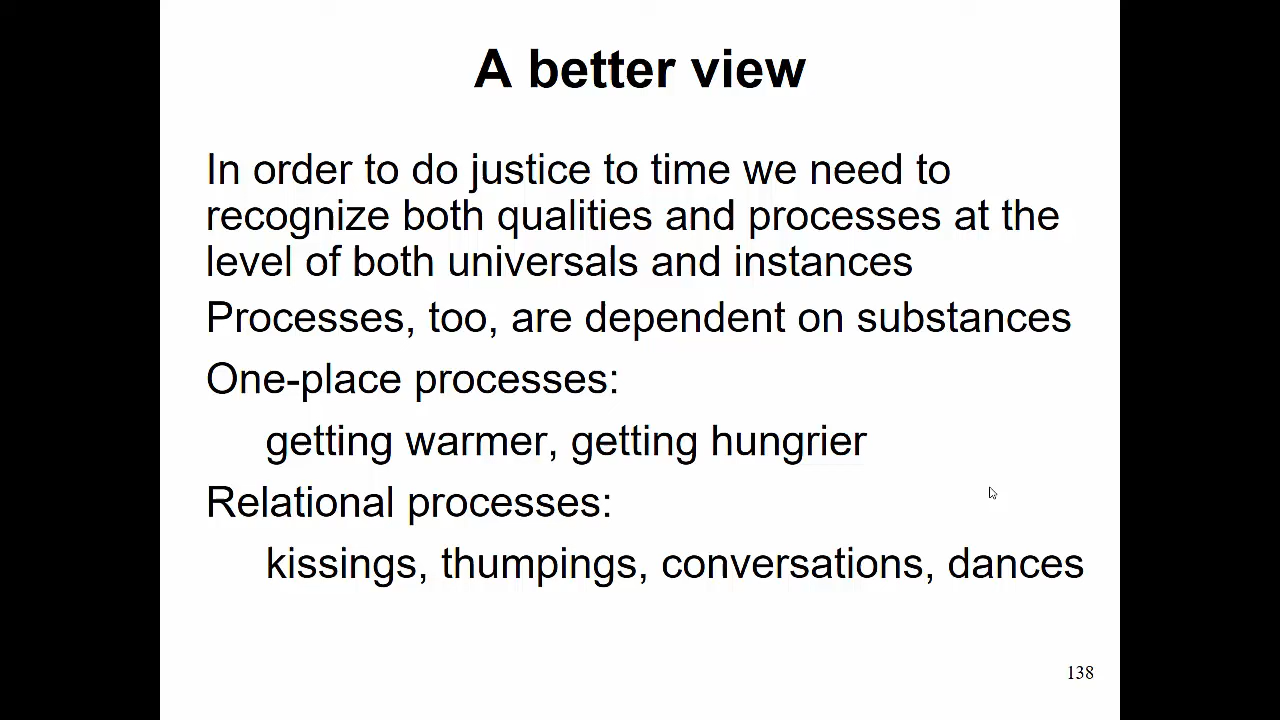 A better view
In order to do justice to time we need to
recognize both qualities and processes at the
level of both universals and instances
Processes, too, are dependent on substances
One-place processes:
getting warmer, getting hungrier
Relational processes:
kissings, thumpings, conversations, dances
138